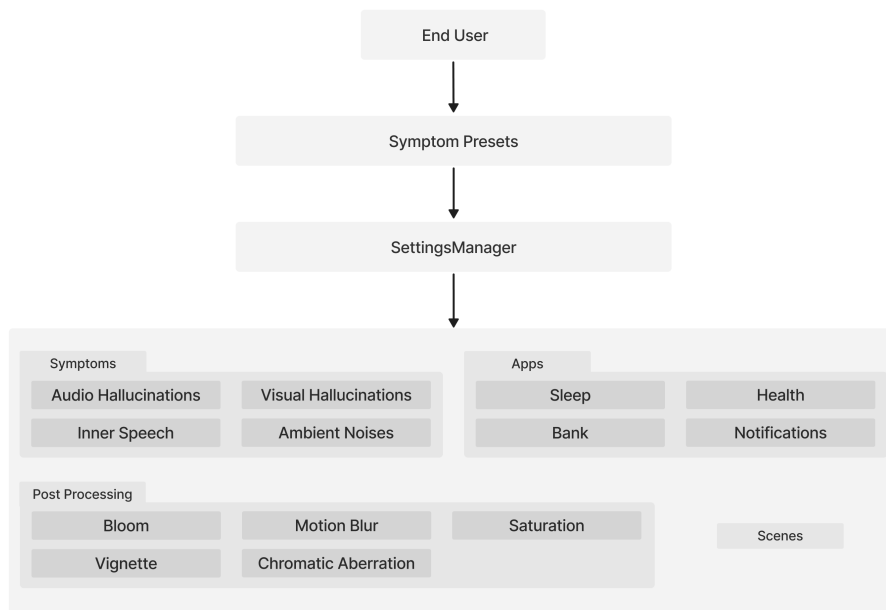 End User
Symptom Presets
SettingsManager
Symptoms
Audio Hallucinations
Visual Hallucinations
Inner Speech
Ambient Noises
Apps
Sleep
Health
Bank
Notifications
Post Processing
Bloom
Motion Blur
Saturation
Vignette
Chromatic Aberration
Scenes